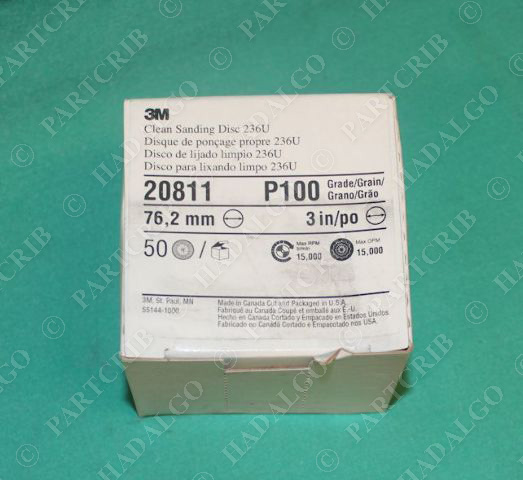 3M
Clean Sanding Disc 236U
Disque de ponçage propre 236U
Disco de lijado limpio 236U
Disco para lixando limpo 236U
20811 P100 Grade/Grain/
Grano/Grão
76,2 mm 3 in/po
50 / Max RPM 15,000 Max OPM 15,000
3M, St. Paul, MN
55144-1000
Made in Canada Cut and Packaged in U.S.A.
Fabriqué au Canada Coupé et emballé aux E.-U.
Hecho en Canada Cortado y Empacado en Estados Unidos
Fabricado no Canadá Cortado e Empacotado nos USA.
© PARTCRIB
© HADALGO